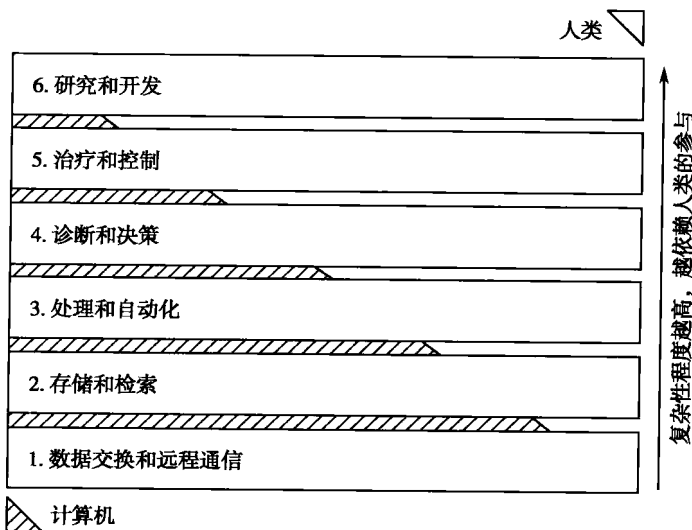 人类
6. 研究和开发
5. 治疗和控制
4. 诊断和决策
3. 处理和自动化
2. 存储和检索
1. 数据交换和远程通信
计算机
复杂性程度越高，越依赖人类的参与